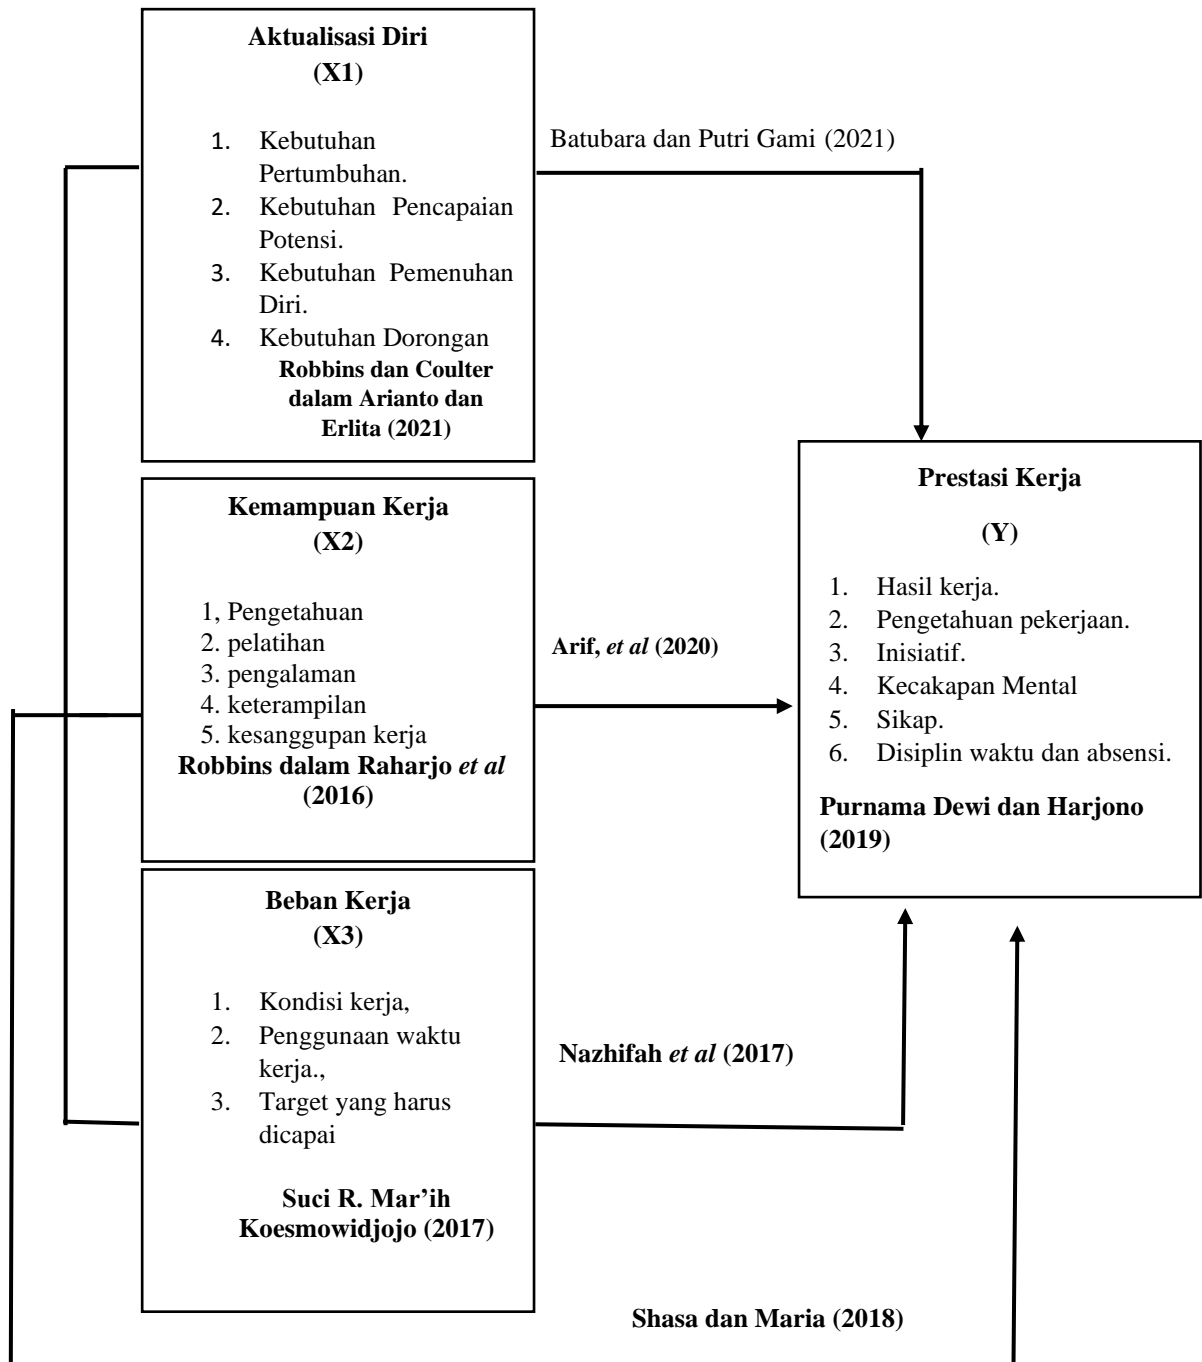 Aktualisasi Diri
(X1)
1. Kebutuhan
Pertumbuhan.
2. Kebutuhan Pencapaian
Potensi.
3. Kebutuhan Pemenuhan
Diri.
4. Kebutuhan Dorongan
Robbins dan Coulter
dalam Arianto dan
Erlita (2021)
Batubara dan Putri Gami (2021)
Kemampuan Kerja
(X2)
1, Pengetahuan
2. pelatihan
3. pengalaman
4. keterampilan
5. kesanggupan kerja
Robbins dalam Raharjo et al
(2016)
Arif, et al (2020)
Prestasi Kerja
(Y)
1. Hasil kerja.
2. Pengetahuan pekerjaan.
3. Inisiatif.
4. Kecakapan Mental
5. Sikap.
6. Disiplin waktu dan absensi.
Purnama Dewi dan Harjono
(2019)
Beban Kerja
(X3)
1. Kondisi kerja,
2. Penggunaan waktu
kerja.,
3. Target yang harus
dicapai
Suci R. Mar’ih
Koesmowidjojo (2017)
Nazhifah et al (2017)
Shasa dan Maria (2018)